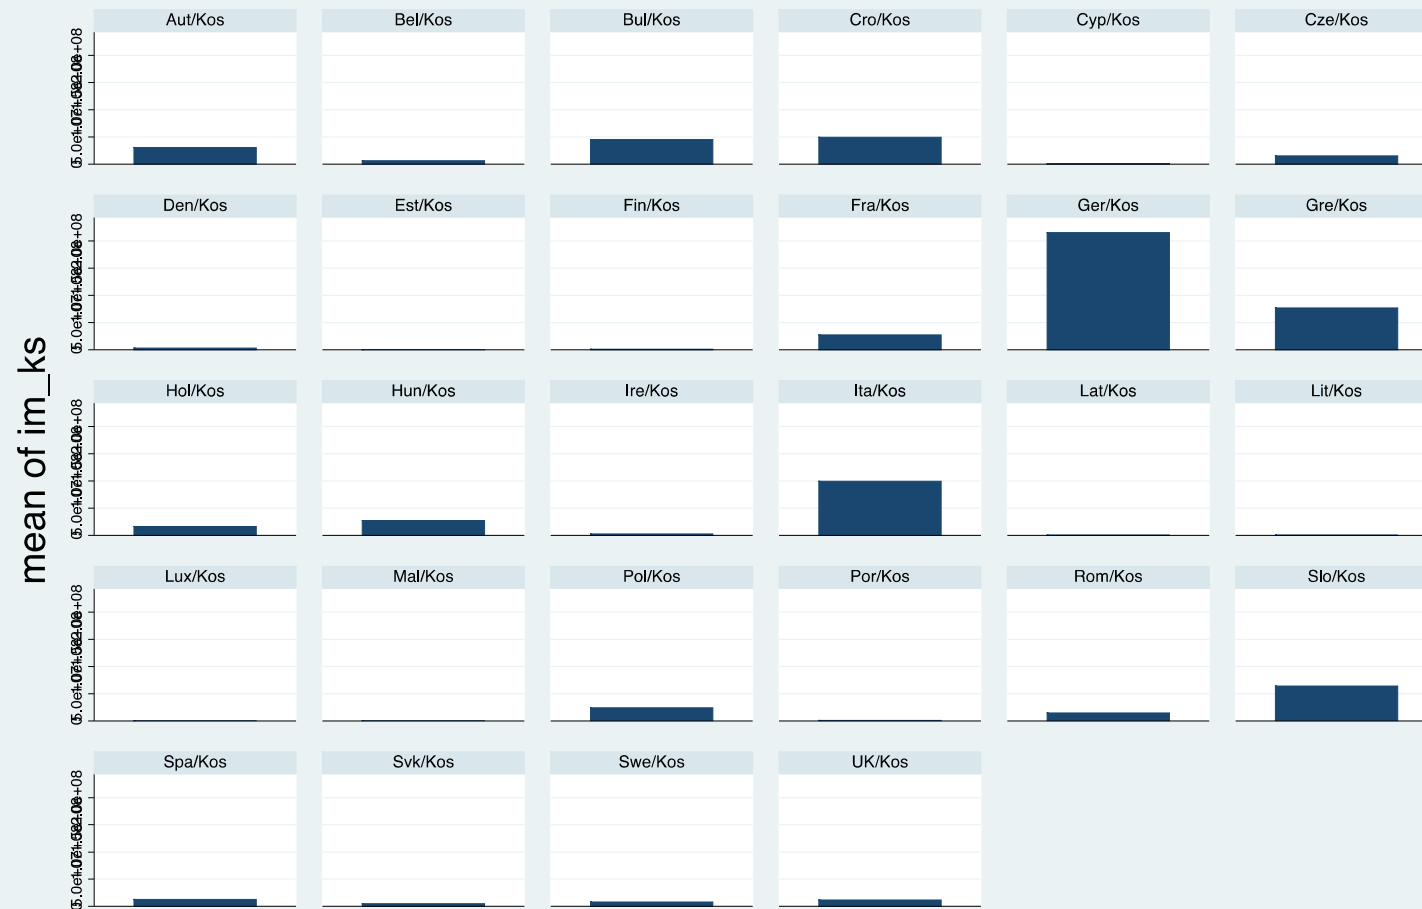 Aut/Kos Bel/Kos Bul/Kos Cro/Kos Cyp/Kos Cze/Kos
Den/Kos Est/Kos Fin/Kos Fra/Kos Ger/Kos Gre/Kos
Hol/Kos Hun/Kos Ire/Kos Ita/Kos Lat/Kos Lit/Kos
Lux/Kos Mal/Kos Pol/Kos Por/Kos Rom/Kos Slo/Kos
Spa/Kos Svk/Kos Swe/Kos UK/Kos
mean of im_ks